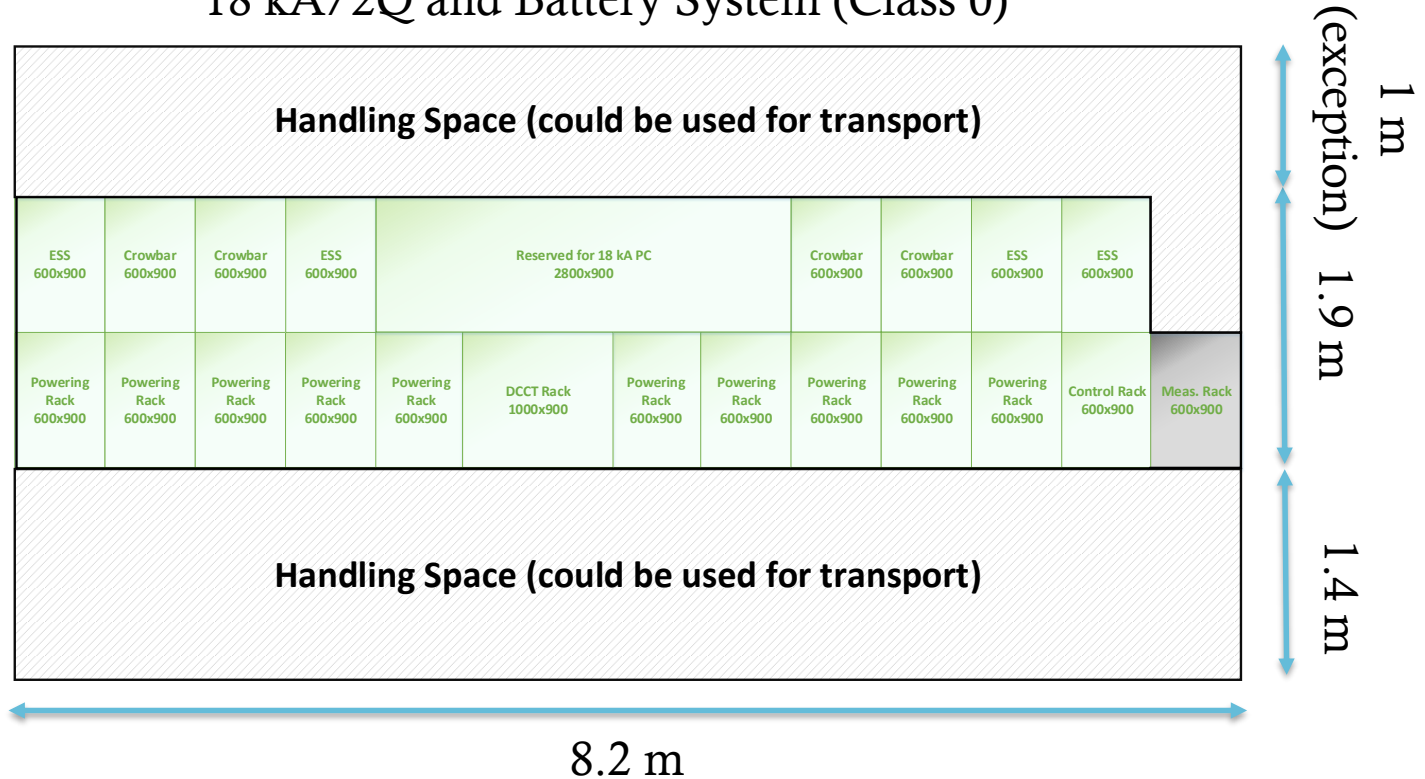 18 kA/2Q and Battery System (Class 0)
Handling Space (could be used for transport)
1 m
(exception)
ESS
600x900
Crowbar
600x900
Crowbar
600x900
ESS
600x900
Reserved for 18 kA PC
2800x900
Crowbar
600x900
Crowbar
600x900
ESS
600x900
ESS
600x900
1.9 m
Powering
Rack
600x900
Powering
Rack
600x900
Powering
Rack
600x900
Powering
Rack
600x900
Powering
Rack
600x900
DCCT Rack
1000x900
Powering
Rack
600x900
Powering
Rack
600x900
Powering
Rack
600x900
Powering
Rack
600x900
Powering
Rack
600x900
Control Rack
600x900
Meas. Rack
600x900
Handling Space (could be used for transport)
1.4 m
8.2 m